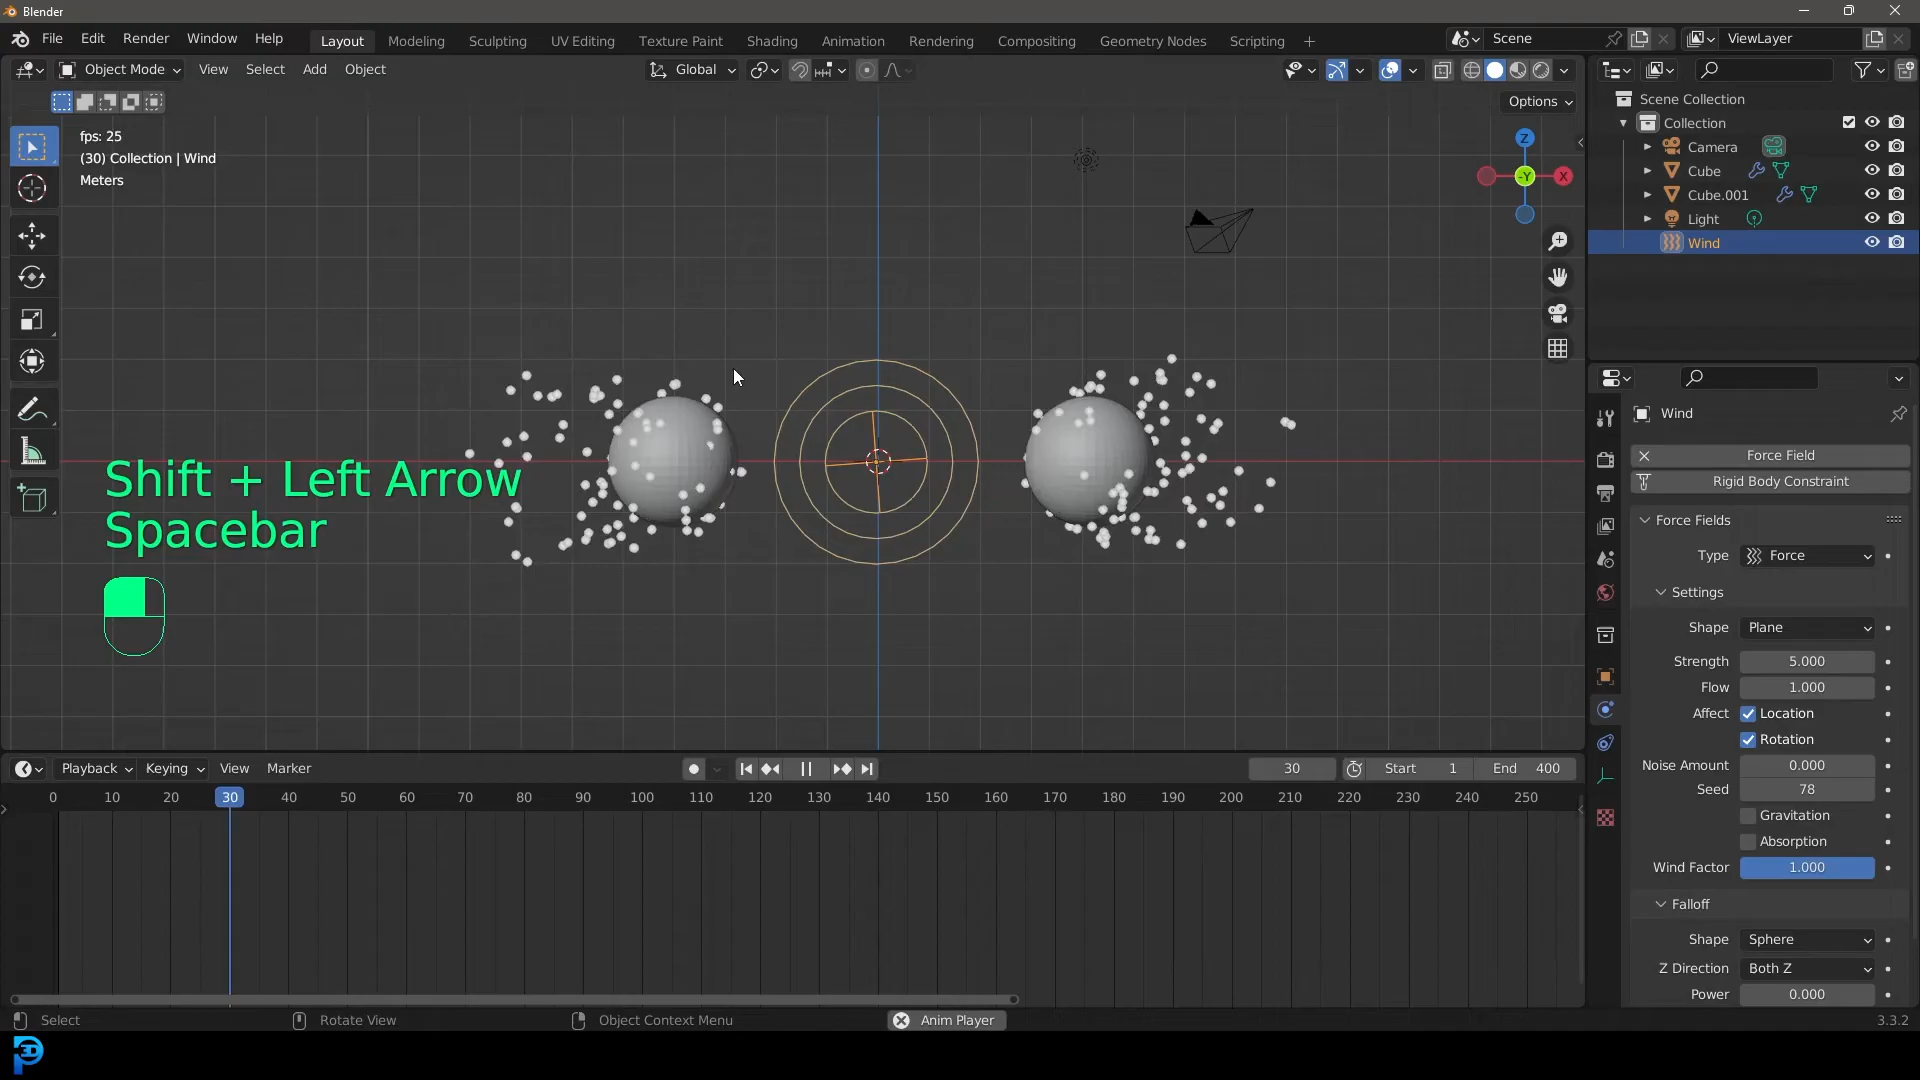 Blender
File Edit Render Window Help
Layout Modeling Sculpting UV Editing Texture Paint Shading Animation Rendering Compositing Geometry Nodes Scripting +
Scene
ViewLayer
Object Mode View Select Add Object
Global
Options
fps: 25
(30) Collection | Wind
Meters
Z
-Y
X
Shift + Left Arrow
Spacebar
Scene Collection
Collection
Camera
Cube
Cube.001
Light
Wind
Wind
Force Field
Rigid Body Constraint
Force Fields
Type Force
Settings
Shape Plane
Strength 5.000
Flow 1.000
Affect Location
Rotation
Noise Amount 0.000
Seed 78
Gravitation
Absorption
Wind Factor 1.000
Falloff
Shape Sphere
Z Direction Both Z
Power 0.000
Playback Keying View Marker
30 Start 1 End 400
0 10 20 30 40 50 60 70 80 90 100 110 120 130 140 150 160 170 180 190 200 210 220 230 240 250
Select Rotate View Object Context Menu Anim Player 3.3.2